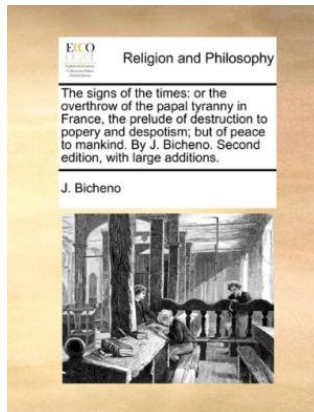 ECCO
Religion and Philosophy
The signs of the times: or the
overthrow of the papal tyranny in
France, the prelude of destruction to
popery and despotism; but of peace
to mankind. By J. Bicheno. Second
edition, with large additions.
J. Bicheno